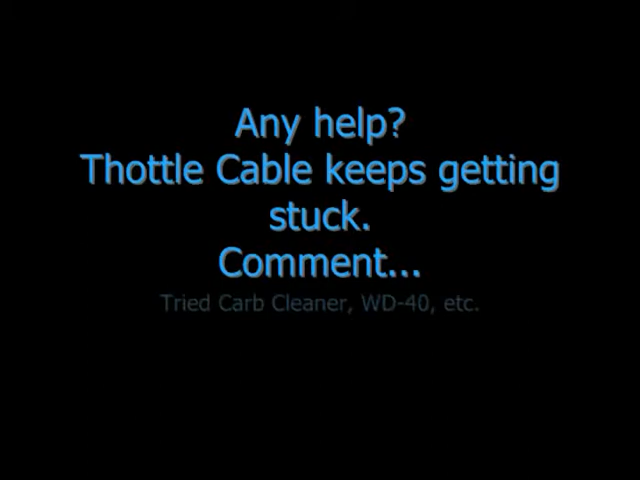 Any help?
Thottle Cable keeps getting
stuck.
Comment...
Tried Carb Cleaner, WD-40, etc.